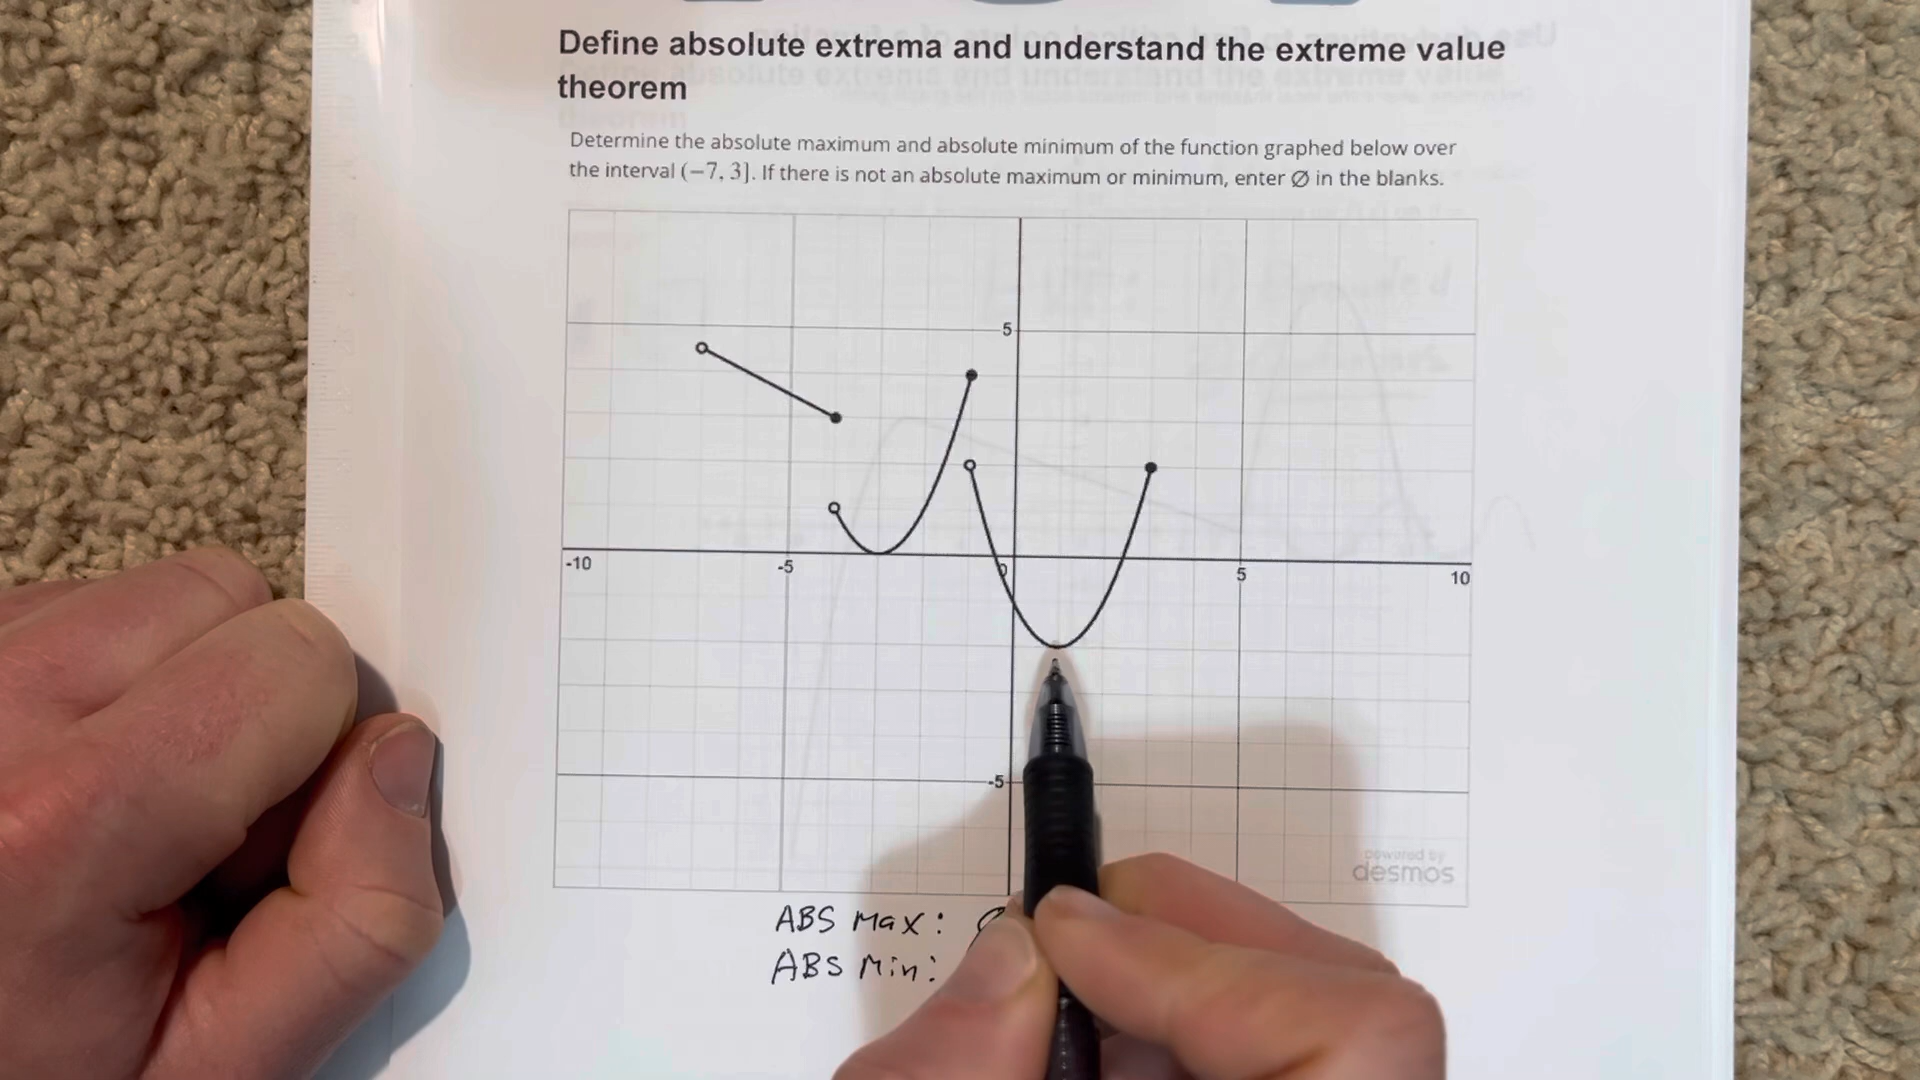 Define absolute extrema and understand the extreme value
theorem
Determine the absolute maximum and absolute minimum of the function graphed below over
the interval (−7, 3]. If there is not an absolute maximum or minimum, enter Ø in the blanks.
5
-10
-5
0
5
10
-5
powered by
desmos
ABS Max:
ABS Min: